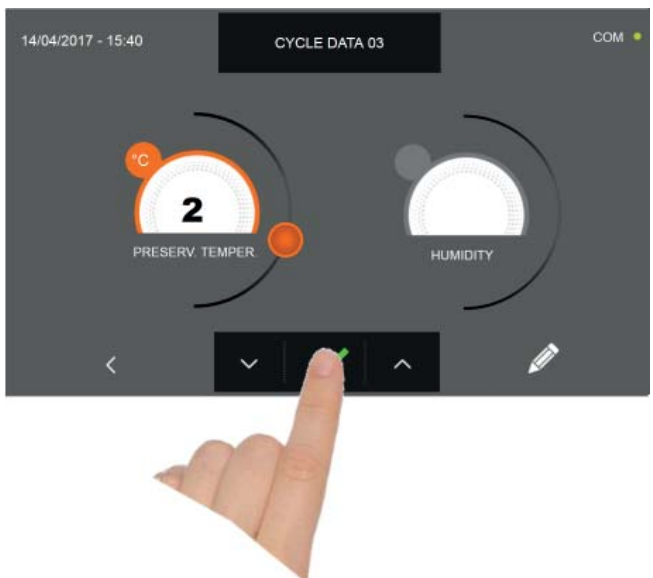 14/04/2017 - 15:40
CYCLE DATA 03
COM
°C
2
PRESERV. TEMPER.
HUMIDITY